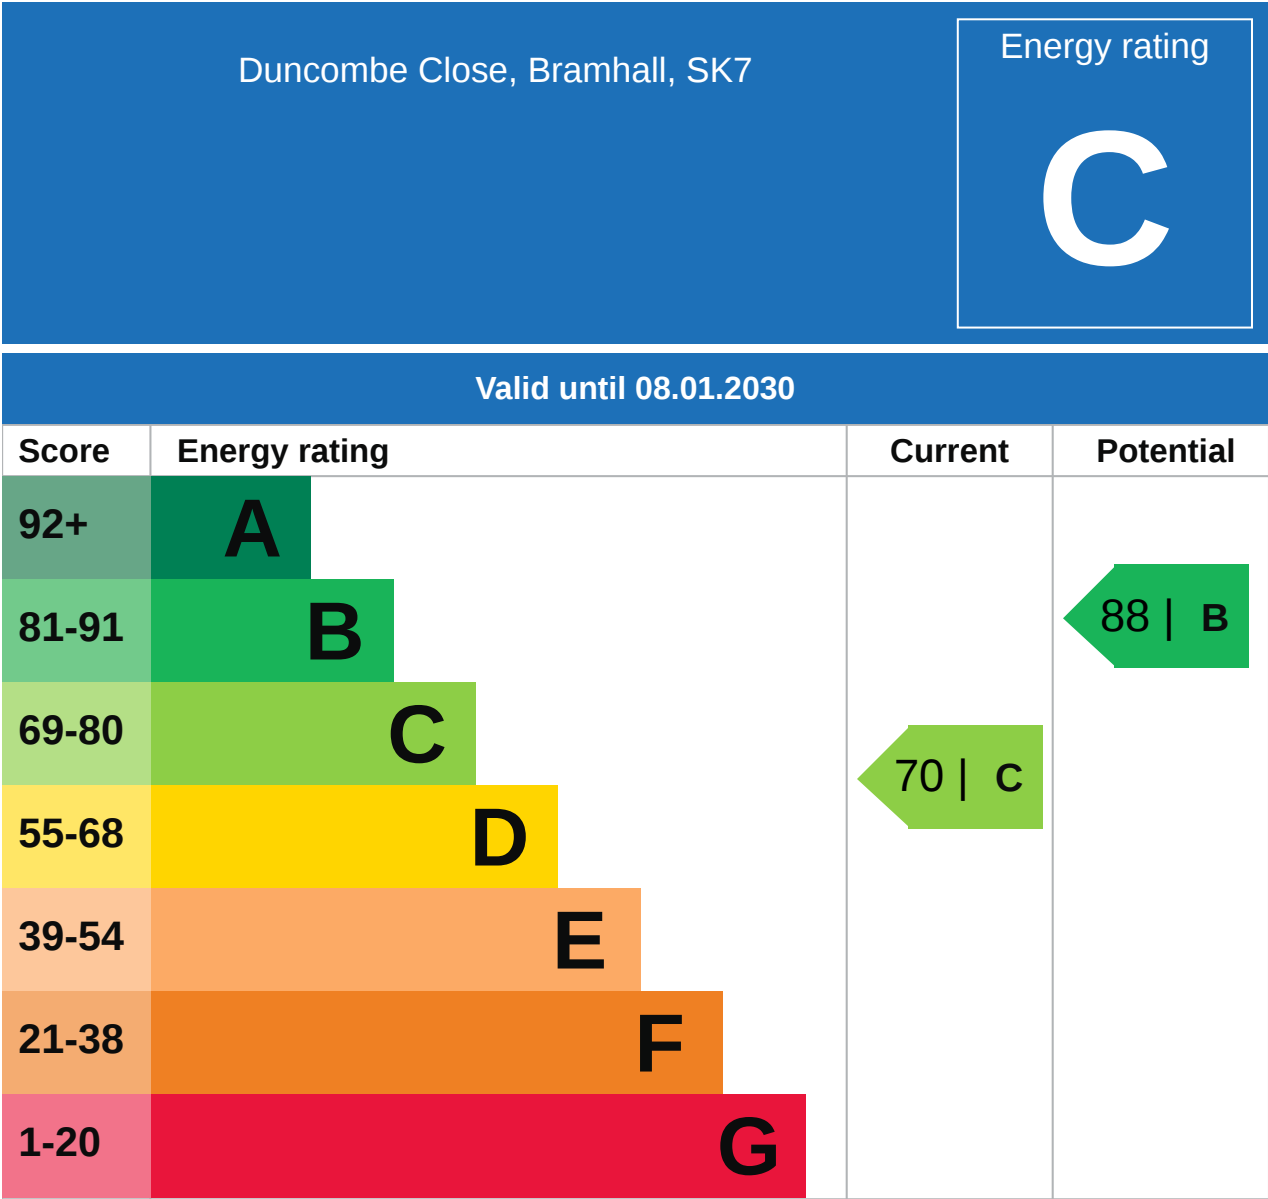 Duncombe Close, Bramhall, SK7
Energy rating
C
Valid until 08.01.2030
Score Energy rating Current Potential
92+ A
81-91 B
88 | B
69-80 C
70 | C
55-68 D
39-54 E
21-38 F
1-20 G